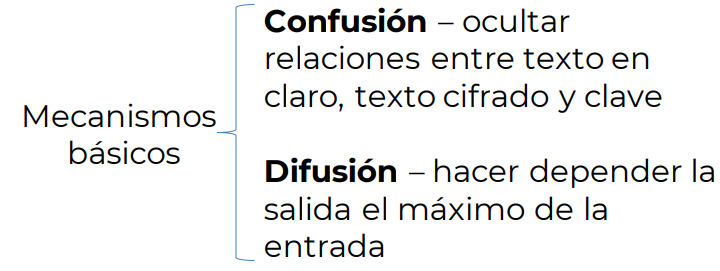 Mecanismos
básicos
Confusión – ocultar
relaciones entre texto en
claro, texto cifrado y clave
Difusión – hacer depender la
salida el máximo de la
entrada